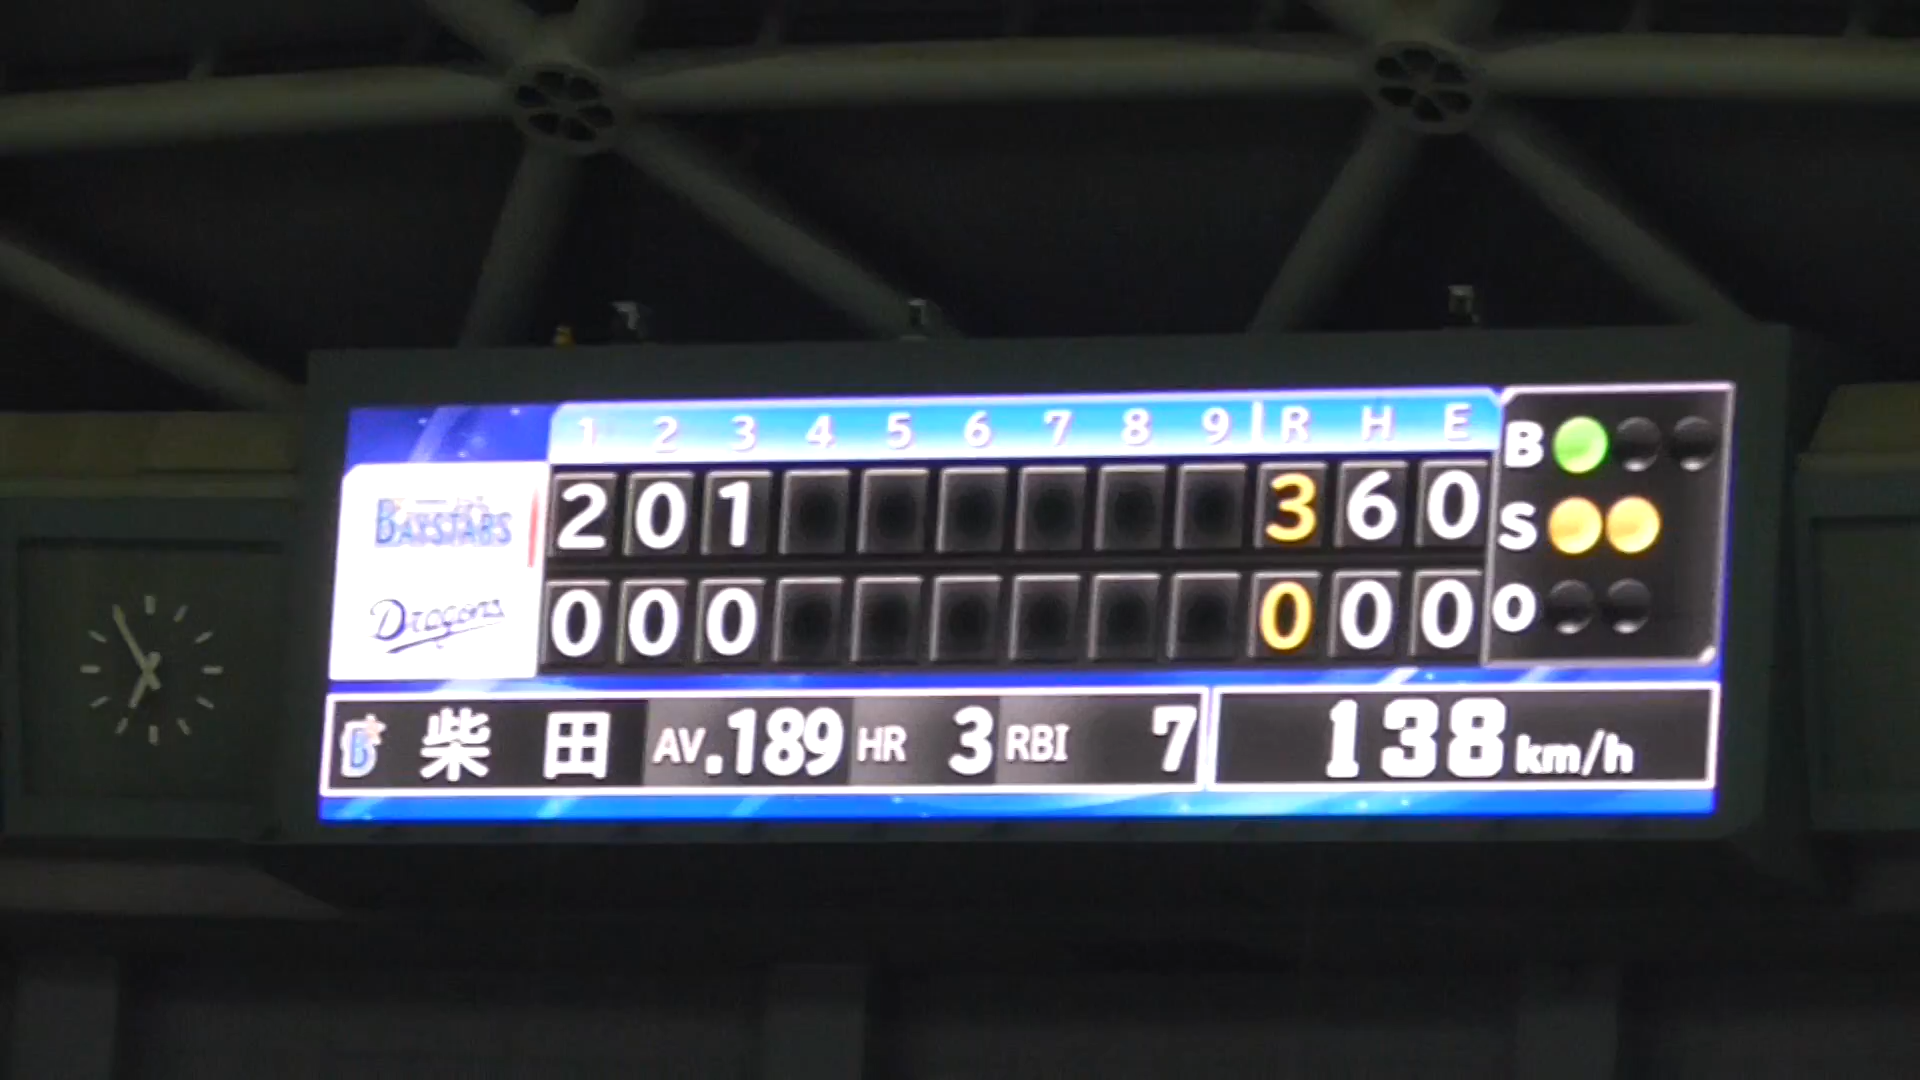 1 2 3 4 5 6 7 8 9 R H E
BAYSTARS 2 0 1 3 6 0
Dragons 0 0 0 0 0 0
B
S
O
B 柴 田 AV .189 HR 3 RBI 7
138 km/h